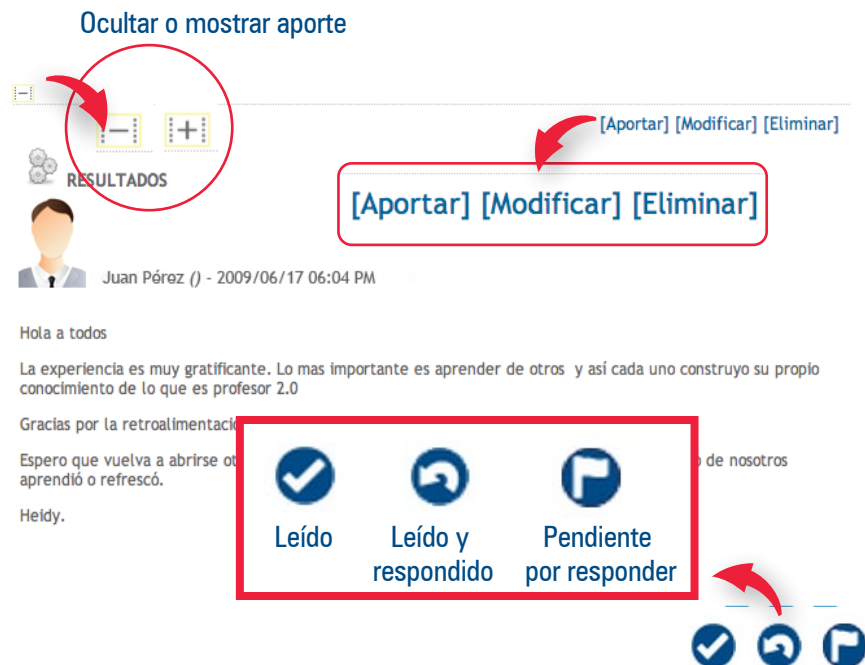 Ocultar o mostrar aporte
[Aportar] [Modificar] [Eliminar]
RESULTADOS
[Aportar] [Modificar] [Eliminar]
Juan Pérez () - 2009/06/17 06:04 PM
Hola a todos
La experiencia es muy gratificante. Lo mas importante es aprender de otros y así cada uno construyo su propio
conocimiento de lo que es profesor 2.0
Gracias por la
Espero que vuelva a abrirse
de nosotros
aprendió o refrescó.
Heidy.
Leído
Leído y
respondido
Pendiente
por responder